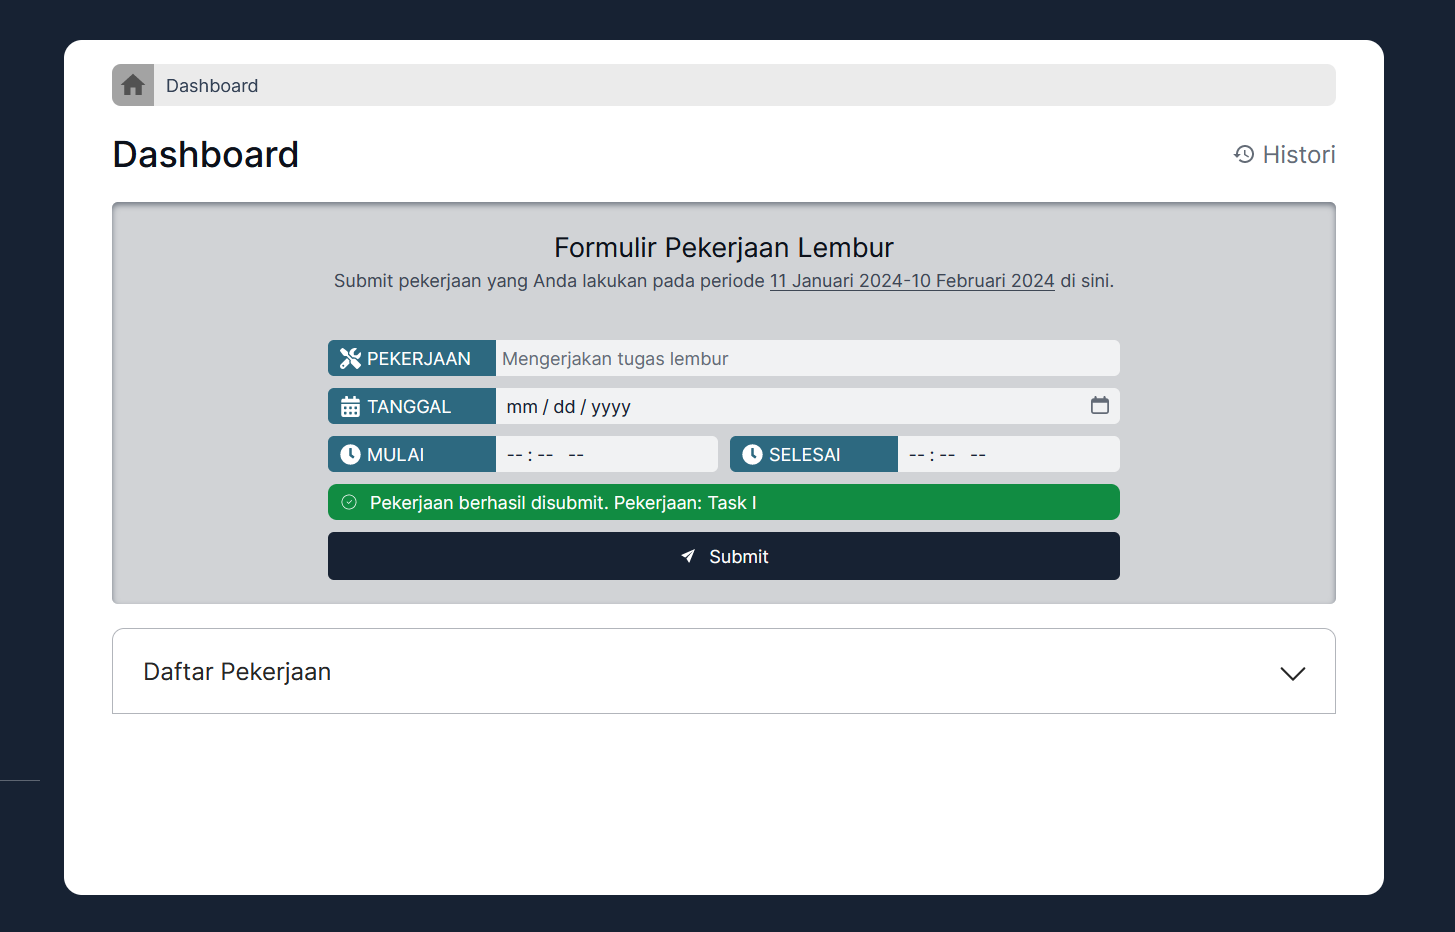 Dashboard
Dashboard
Histori
Formulir Pekerjaan Lembur
Submit pekerjaan yang Anda lakukan pada periode 11 Januari 2024-10 Februari 2024 di sini.
PEKERJAAN Mengerjakan tugas lembur
TANGGAL mm / dd / yyyy
MULAI -- : -- -- SELESAI -- : -- --
Pekerjaan berhasil disubmit. Pekerjaan: Task I
Submit
Daftar Pekerjaan